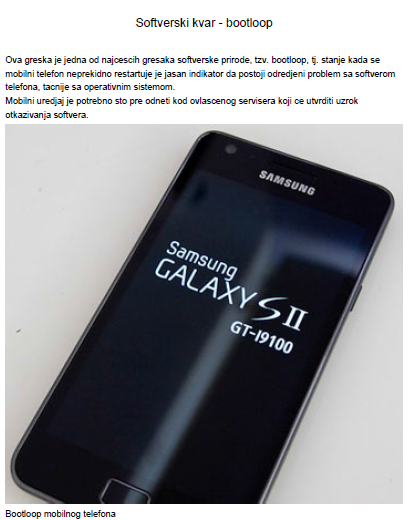 Softverski kvar - bootloop
Ova greska je jedna od najcescih gresaka softverske prirode, tzv. bootloop, tj. stanje kada se
mobilni telefon neprekidno restartuje je jasan indikator da postoji odredjeni problem sa softverom
telefona, tacnije sa operativnim sistemom.
Mobilni uredjaj je potrebno sto pre odneti kod ovlascenog servisera koji ce utvrditi uzrok
otkazivanja softvera.
SAMSUNG
Samsung
GALAXY S II
GT-I9100
Bootloop mobilnog telefona